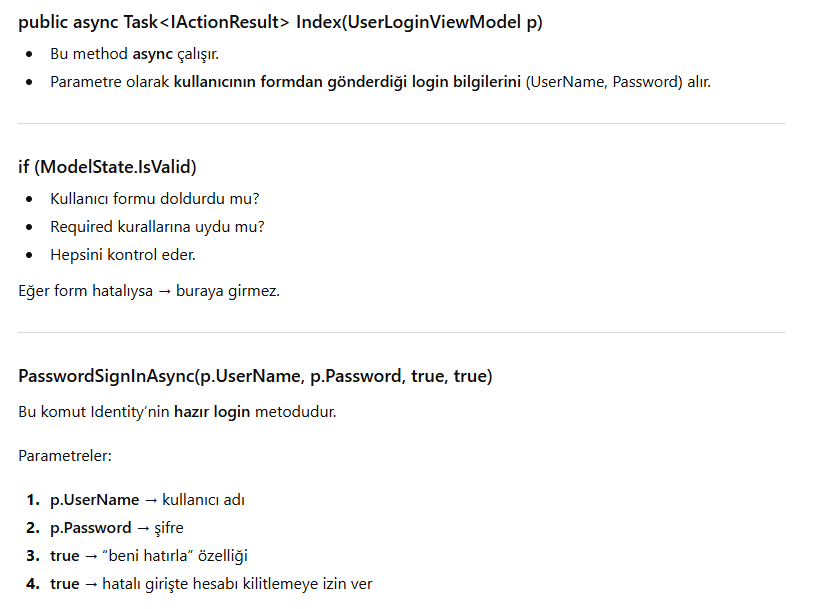 public async Task<IActionResult> Index(UserLoginViewModel p)
• Bu method async çalışır.
• Parametre olarak kullanıcının formdan gönderdiği login bilgilerini (UserName, Password) alır.
if (ModelState.IsValid)
• Kullanıcı formu doldurdu mu?
• Required kurallarına uydu mu?
• Hepsini kontrol eder.
Eğer form hatalıysa → buraya girmez.
PasswordSignInAsync(p.UserName, p.Password, true, true)
Bu komut Identity’nin hazır login metodudur.
Parametreler:
1. p.UserName → kullanıcı adı
2. p.Password → şifre
3. true → “beni hatırla” özelliği
4. true → hatalı girişte hesabı kilitlemeye izin ver